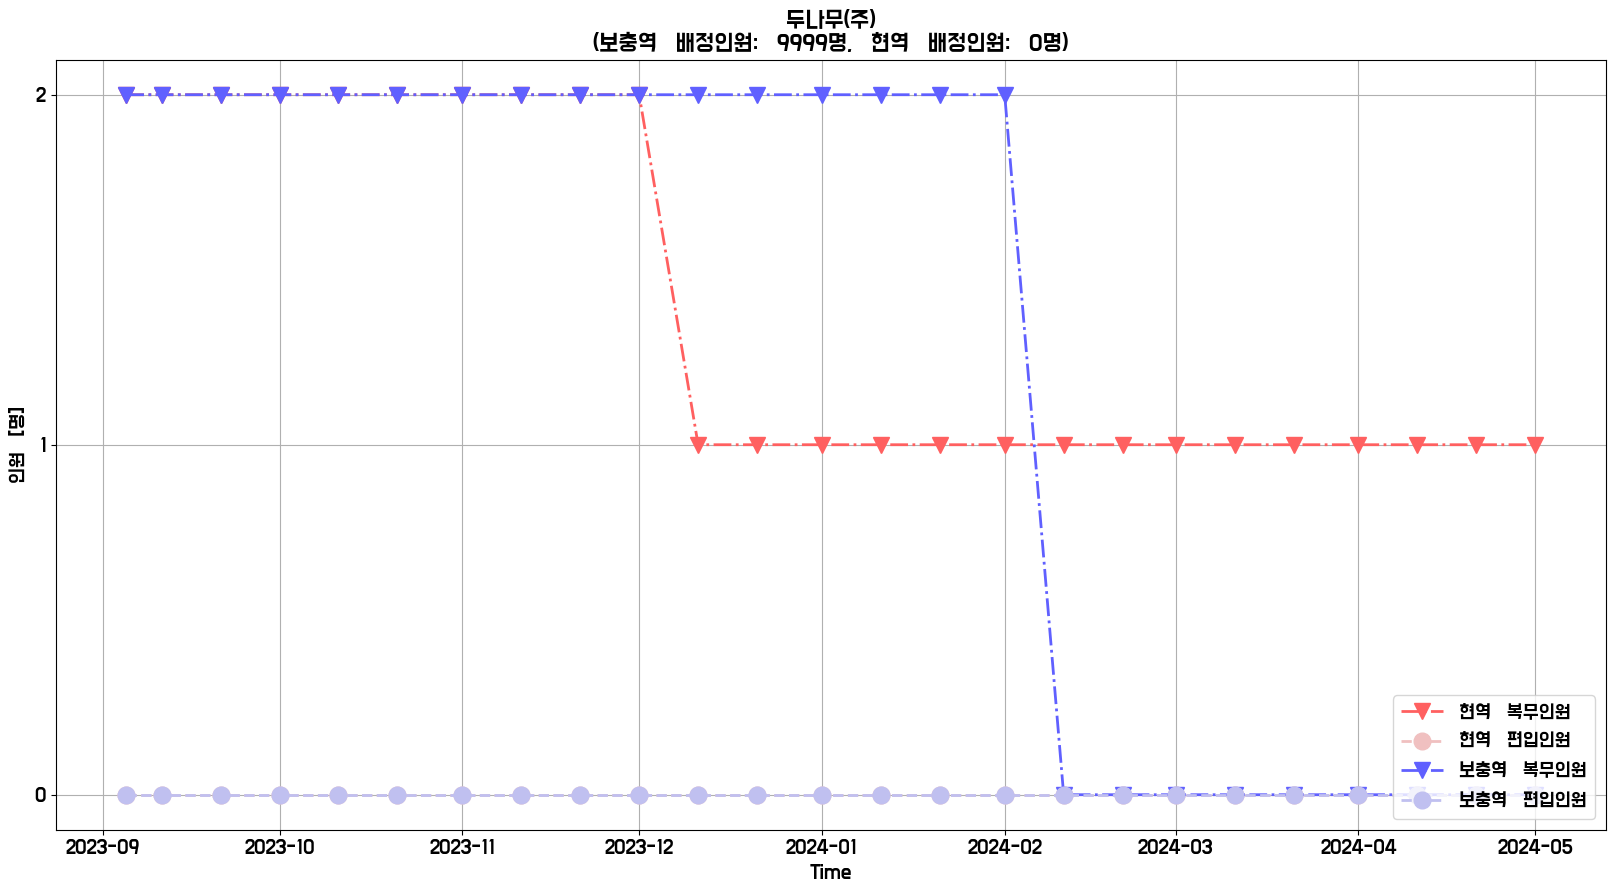 두나무(주)
(보충역 배정인원: 9999명, 현역 배정인원: 0명)
인원 [명]
2
1
0
현역 복무인원
현역 편입인원
보충역 복무인원
보충역 편입인원
2023-09 2023-10 2023-11 2023-12 2024-01 2024-02 2024-03 2024-04 2024-05
Time